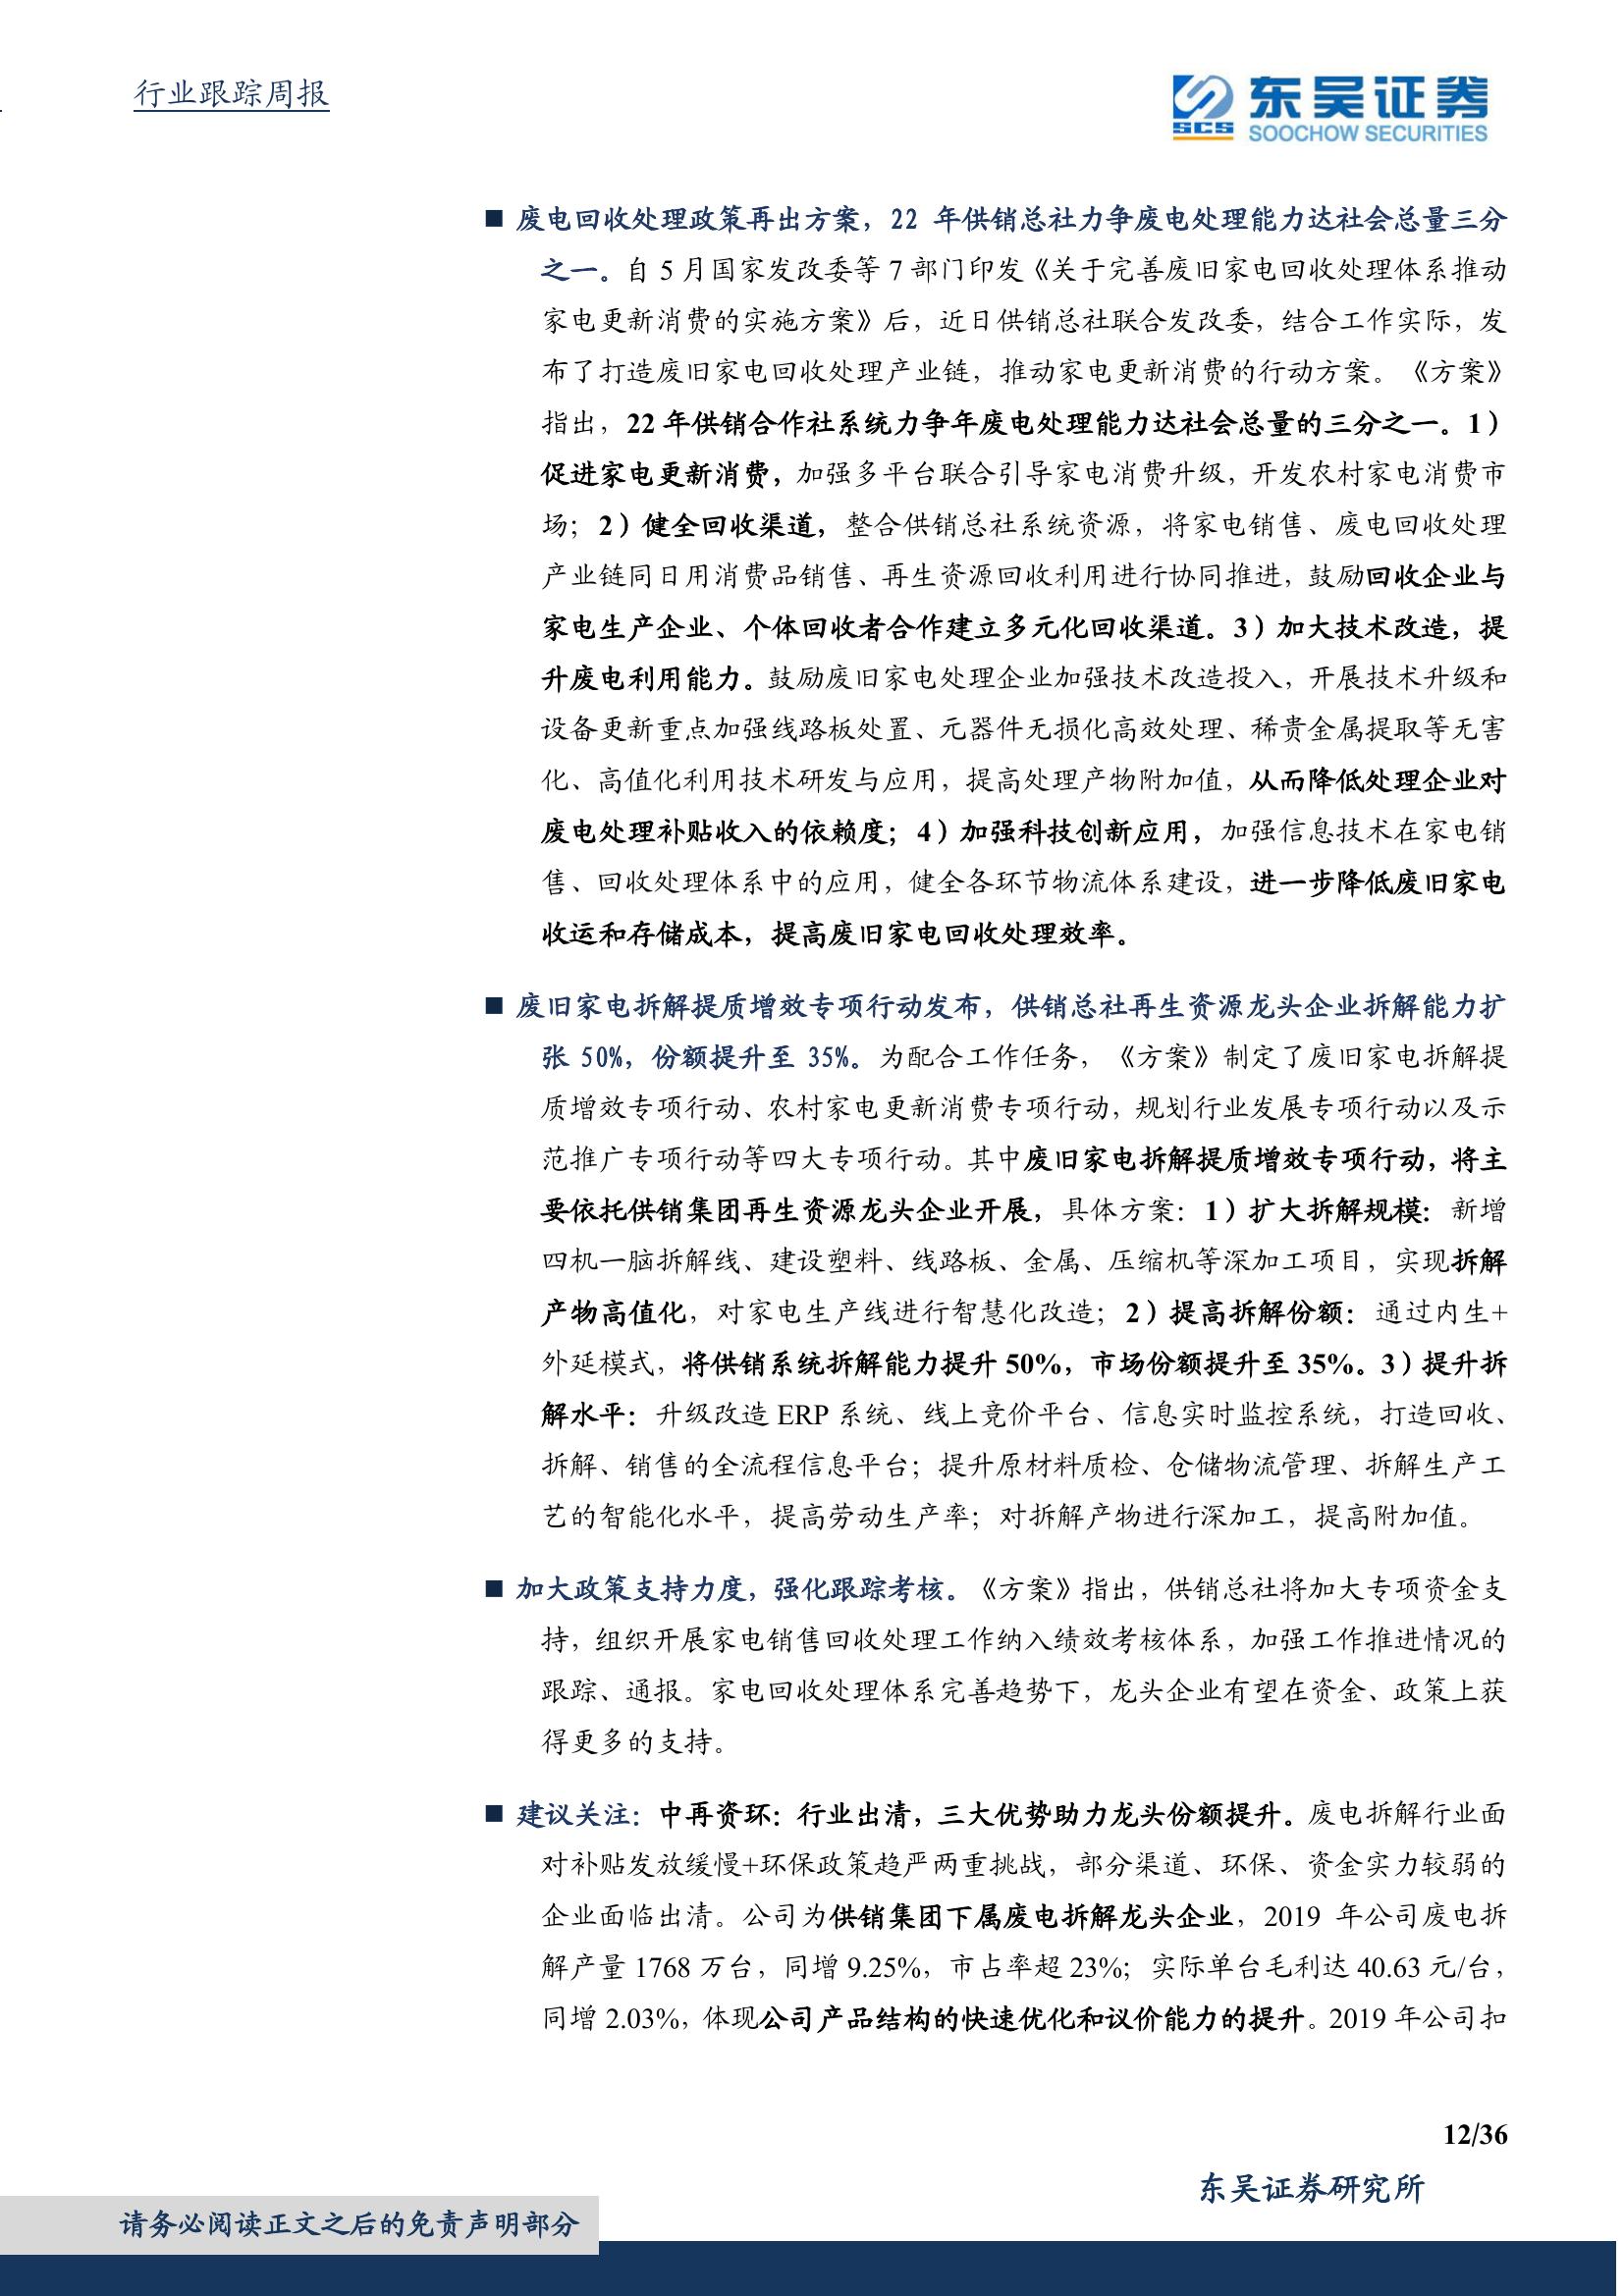 行业跟踪周报
SCS
东吴证券
SOOCHOW SECURITIES
■ 废电回收处理政策再出方案，22 年供销总社力争废电处理能力达社会总量三分
之一。自 5 月国家发改委等 7 部门印发《关于完善废旧家电回收处理体系推动
家电更新消费的实施方案》后，近日供销总社联合发改委，结合工作实际，发
布了打造废旧家电回收处理产业链，推动家电更新消费的行动方案。《方案》
指出，22 年供销合作社系统力争年废电处理能力达社会总量的三分之一。1）
促进家电更新消费，加强多平台联合引导家电消费升级，开发农村家电消费市
场；2）健全回收渠道，整合供销总社系统资源，将家电销售、废电回收处理
产业链同日用消费品销售、再生资源回收利用进行协同推进，鼓励回收企业与
家电生产企业、个体回收者合作建立多元化回收渠道。3）加大技术改造，提
升废电利用能力。鼓励废旧家电处理企业加强技术改造投入，开展技术升级和
设备更新重点加强线路板处置、元器件无损化高效处理、稀贵金属提取等无害
化、高值化利用技术研发与应用，提高处理产物附加值，从而降低处理企业对
废电处理补贴收入的依赖度；4）加强科技创新应用，加强信息技术在家电销
售、回收处理体系中的应用，健全各环节物流体系建设，进一步降低废旧家电
收运和存储成本，提高废旧家电回收处理效率。
■ 废旧家电拆解提质增效专项行动发布，供销总社再生资源龙头企业拆解能力扩
张 50%，份额提升至 35%。为配合工作任务，《方案》制定了废旧家电拆解提
质增效专项行动、农村家电更新消费专项行动，规划行业发展专项行动以及示
范推广专项行动等四大专项行动。其中废旧家电拆解提质增效专项行动，将主
要依托供销集团再生资源龙头企业开展，具体方案：1）扩大拆解规模：新增
四机一脑拆解线、建设塑料、线路板、金属、压缩机等深加工项目，实现拆解
产物高值化，对家电生产线进行智慧化改造；2）提高拆解份额：通过内生+
外延模式，将供销系统拆解能力提升 50%，市场份额提升至 35%。3）提升拆
解水平：升级改造 ERP 系统、线上竞价平台、信息实时监控系统，打造回收、
拆解、销售的全流程信息平台；提升原材料质检、仓储物流管理、拆解生产工
艺的智能化水平，提高劳动生产率；对拆解产物进行深加工，提高附加值。
■ 加大政策支持力度，强化跟踪考核。《方案》指出，供销总社将加大专项资金支
持，组织开展家电销售回收处理工作纳入绩效考核体系，加强工作推进情况的
跟踪、通报。家电回收处理体系完善趋势下，龙头企业有望在资金、政策上获
得更多的支持。
■ 建议关注：中再资环：行业出清，三大优势助力龙头份额提升。废电拆解行业面
对补贴发放缓慢+环保政策趋严两重挑战，部分渠道、环保、资金实力较弱的
企业面临出清。公司为供销集团下属废电拆解龙头企业，2019 年公司废电拆
解产量 1768 万台，同增 9.25%，市占率超 23%；实际单台毛利达 40.63 元/台，
同增 2.03%，体现公司产品结构的快速优化和议价能力的提升。2019 年公司扣
12/36
东吴证券研究所
请务必阅读正文之后的免责声明部分